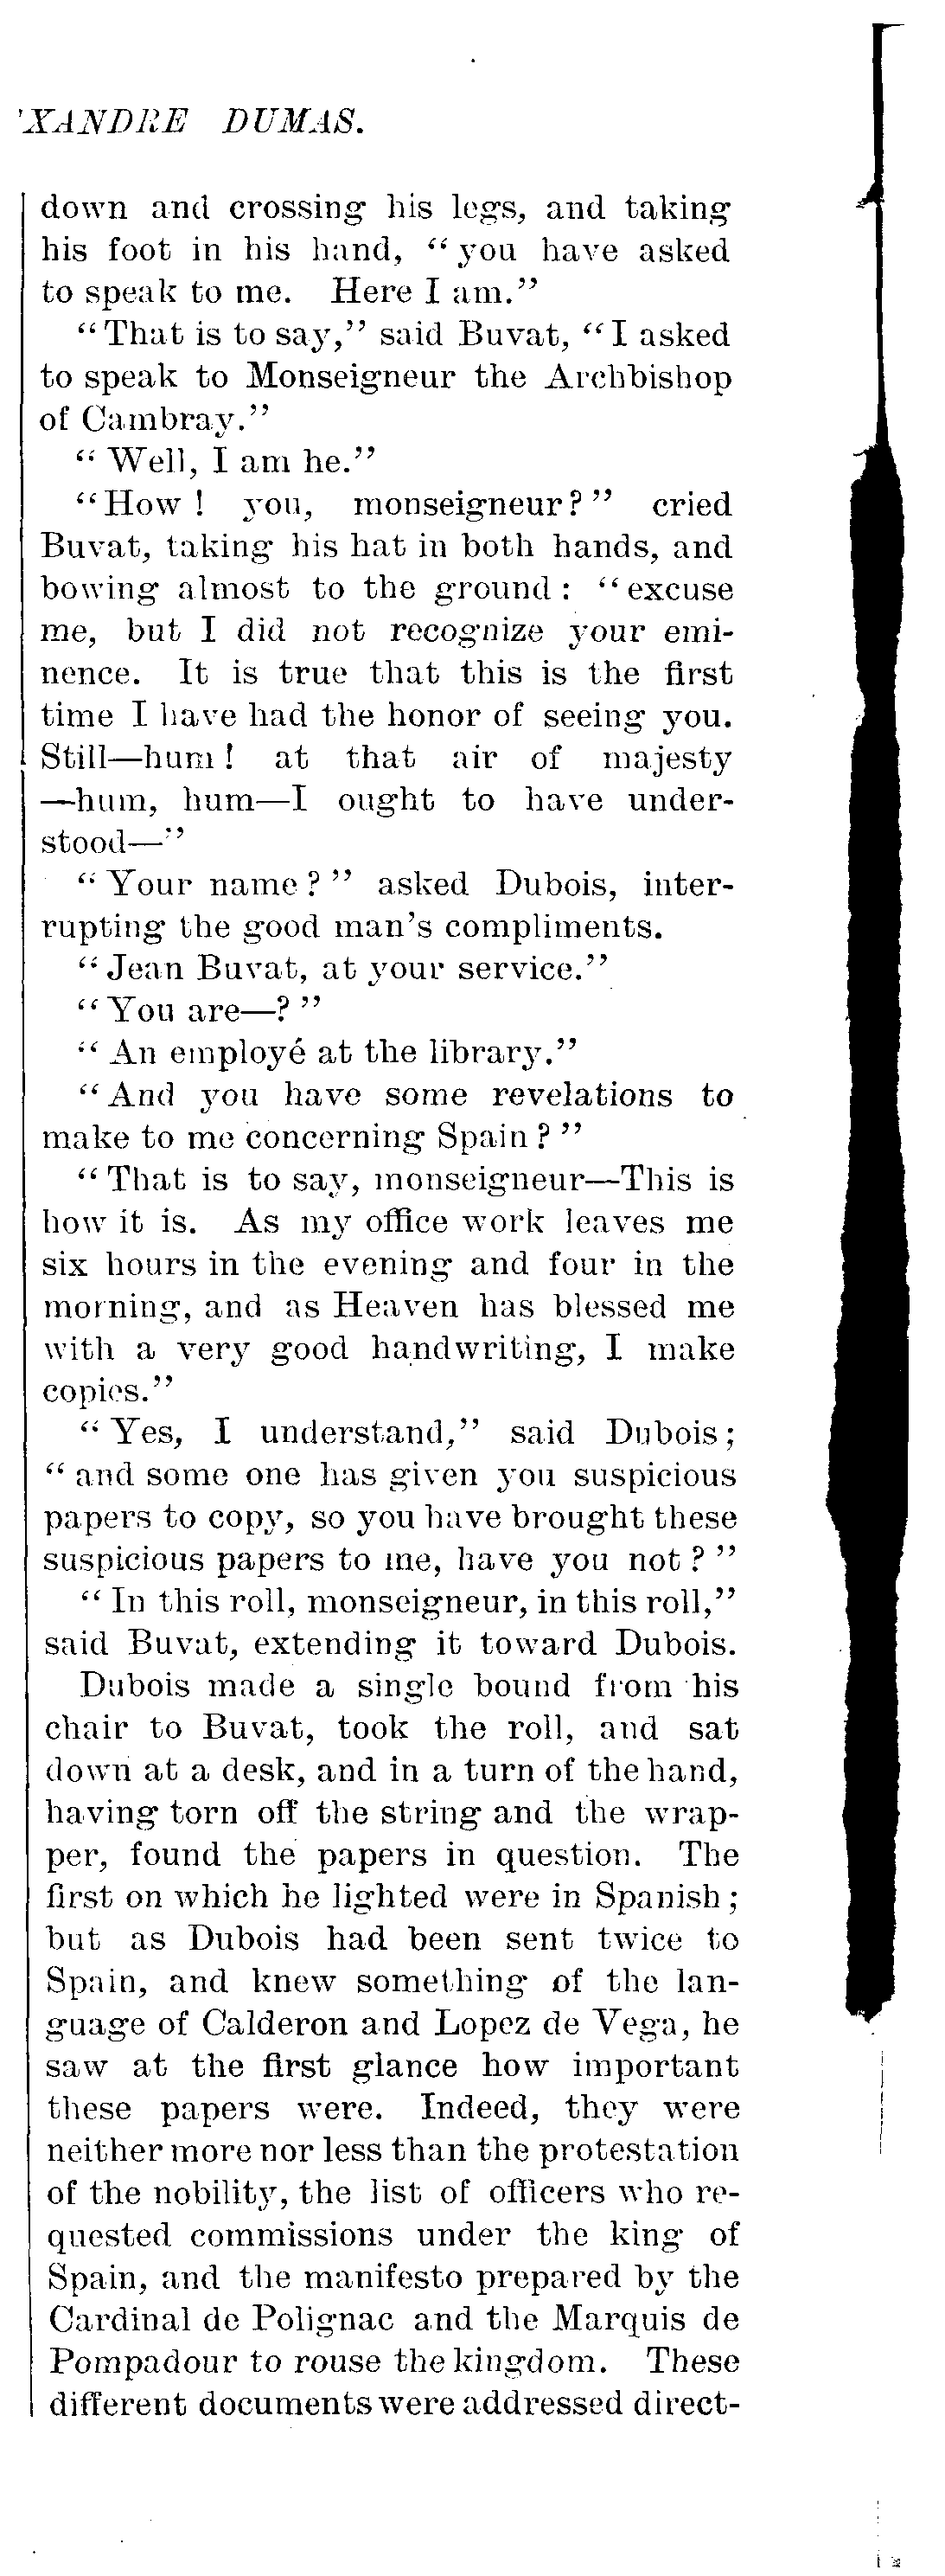 'XANDRE DUMAS.
down and crossing his legs, and taking
his foot in his hand, “you have asked
to speak to me. Here I am.”
“That is to say,” said Buvat, “I asked
to speak to Monseigneur the Archbishop
of Cambray.”
“Well, I am he.”
“How! you, monseigneur?” cried
Buvat, taking his hat in both hands, and
bowing almost to the ground: “excuse
me, but I did not recognize your emi-
nence. It is true that this is the first
time I have had the honor of seeing you.
Still—hum! at that air of majesty
—hum, hum—I ought to have under-
stood—”
“Your name?” asked Dubois, inter-
rupting the good man's compliments.
“Jean Buvat, at your service.”
“You are—?”
“An employé at the library.”
“And you have some revelations to
make to me concerning Spain?”
“That is to say, monseigneur—This is
how it is. As my office work leaves me
six hours in the evening and four in the
morning, and as Heaven has blessed me
with a very good handwriting, I make
copies.”
“Yes, I understand,” said Dubois;
“and some one has given you suspicious
papers to copy, so you have brought these
suspicious papers to me, have you not?”
“In this roll, monseigneur, in this roll,”
said Buvat, extending it toward Dubois.
Dubois made a single bound from his
chair to Buvat, took the roll, and sat
down at a desk, and in a turn of the hand,
having torn off the string and the wrap-
per, found the papers in question. The
first on which he lighted were in Spanish;
but as Dubois had been sent twice to
Spain, and knew something of the lan-
guage of Calderon and Lopez de Vega, he
saw at the first glance how important
these papers were. Indeed, they were
neither more nor less than the protestation
of the nobility, the list of officers who re-
quested commissions under the king of
Spain, and the manifesto prepared by the
Cardinal de Polignac and the Marquis de
Pompadour to rouse the kingdom. These
different documents were addressed direct-